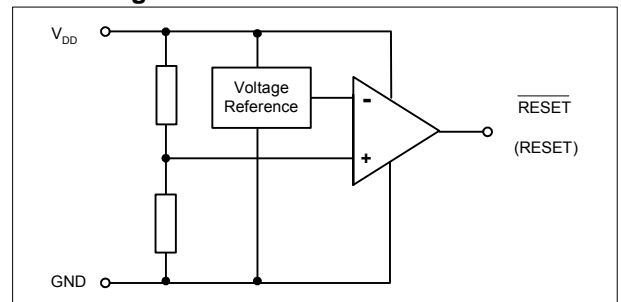 V_DD
Voltage
Reference
-
+
RESET
(RESET)
GND